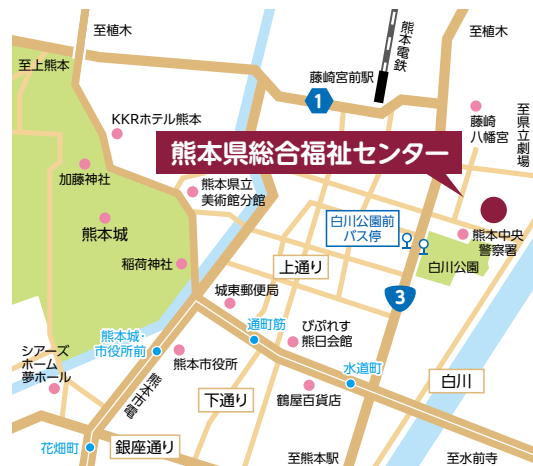 至植木
至植木
至上熊本
熊本電鉄
藤崎宮前駅
1
KKRホテル熊本
藤崎
八幡宮
至県立劇場
熊本県総合福祉センター
加藤神社
熊本県立
美術館分館
熊本城
白川公園前
バス停
熊本中央
警察署
稲荷神社
上通り
白川公園
城東郵便局
3
熊本城・
市役所前
通町筋
びぷれす
熊日会館
シアーズ
ホーム
夢ホール
熊本市役所
水道町
白川
熊本市電
下通り
鶴屋百貨店
花畑町
銀座通り
至熊本駅
至水前寺